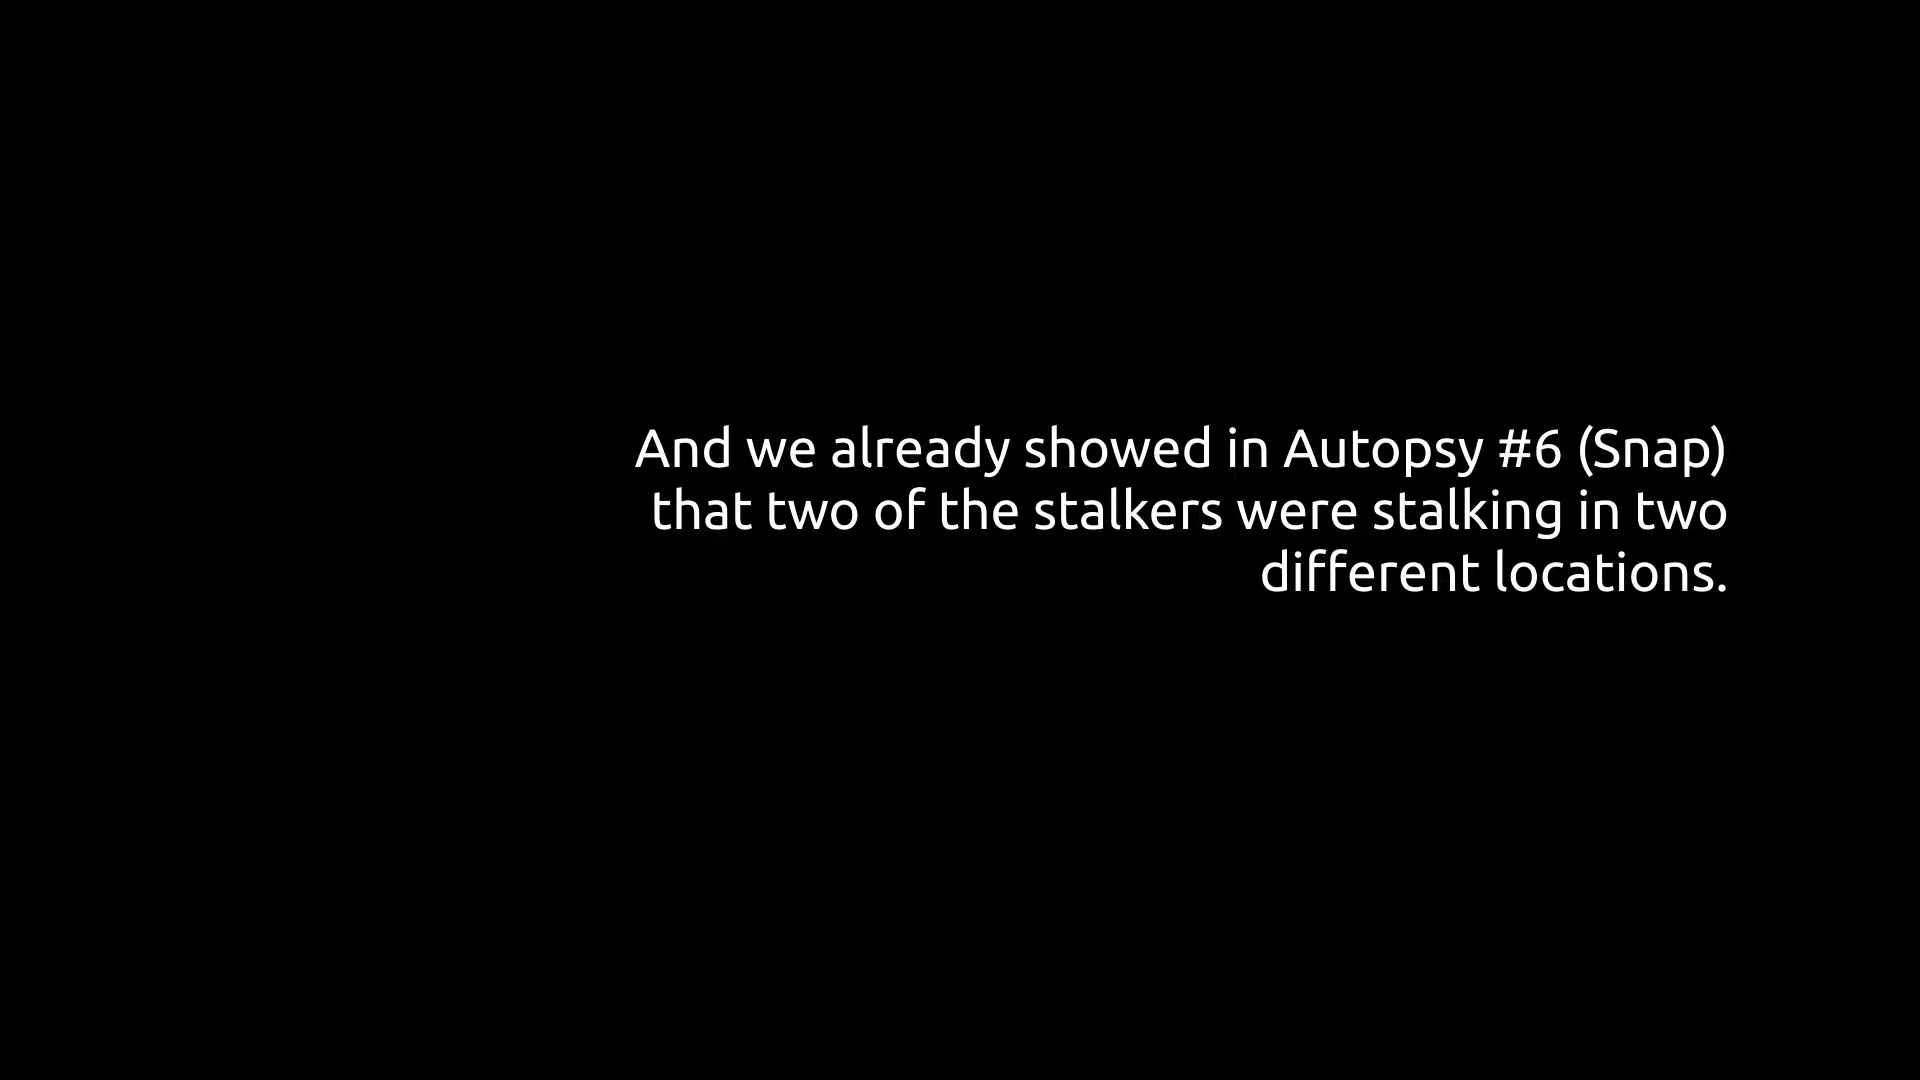 And we already showed in Autopsy #6 (Snap)
that two of the stalkers were stalking in two
different locations.